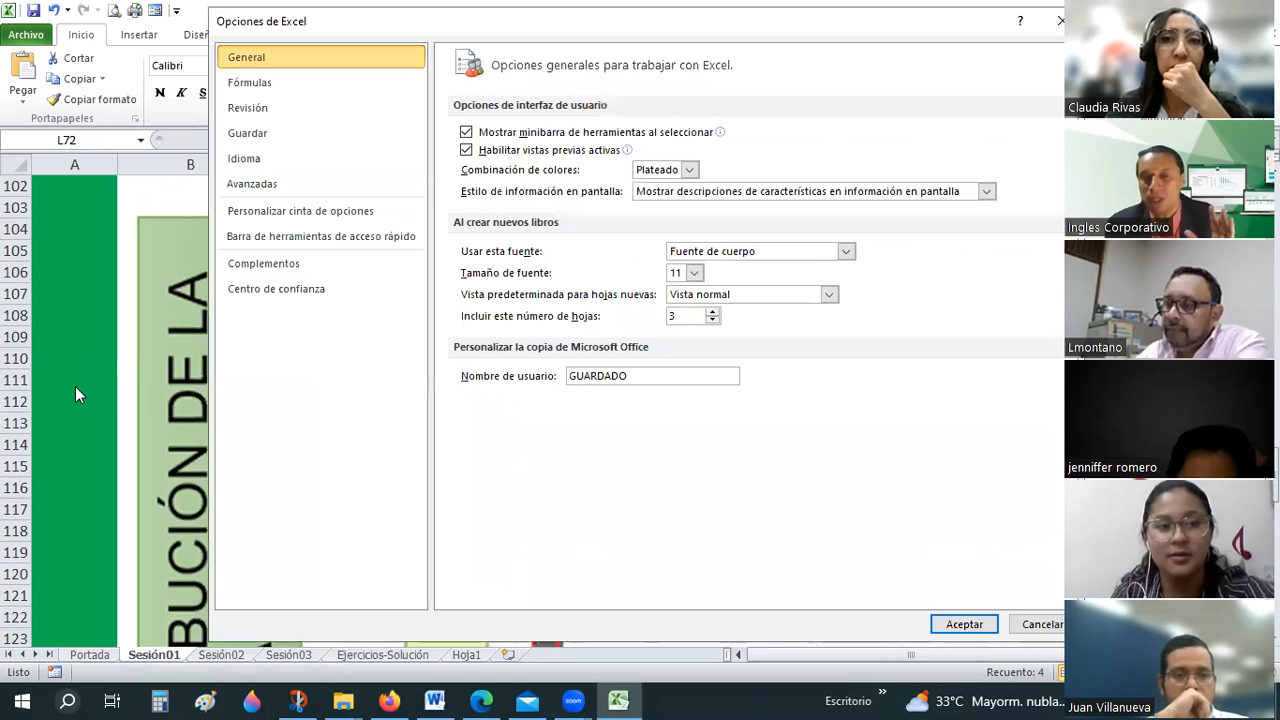 Opciones de Excel
?
Archivo
Inicio
Insertar
Cortar
Copiar
Copiar formato
Pegar
Portapapeles
Calibri
N K S
L72
A
B
102
103
104
105
106
107
108
109
110
111
112
113
114
115
116
117
118
119
120
121
122
123
BUCIÓN DE LA
General
Fórmulas
Revisión
Guardar
Idioma
Avanzadas
Personalizar cinta de opciones
Barra de herramientas de acceso rápido
Complementos
Centro de confianza
Opciones generales para trabajar con Excel.
Opciones de interfaz de usuario
Mostrar minibarra de herramientas al seleccionar
Habilitar vistas previas activas
Combinación de colores: Plateado
Estilo de información en pantalla: Mostrar descripciones de características en información en pantalla
Al crear nuevos libros
Usar esta fuente: Fuente de cuerpo
Tamaño de fuente: 11
Vista predeterminada para hojas nuevas: Vista normal
Incluir este número de hojas: 3
Personalizar la copia de Microsoft Office
Nombre de usuario: GUARDADO
Aceptar
Cancelar
Portada
Sesión01
Sesión02
Sesión03
Ejercicios-Solución
Hoja1
Listo
Recuento: 4
Escritorio
33°C Mayorm. nubla...
Claudia Rivas
Ingles Corporativo
Lmontano
jenniffer romero
Juan Villanueva